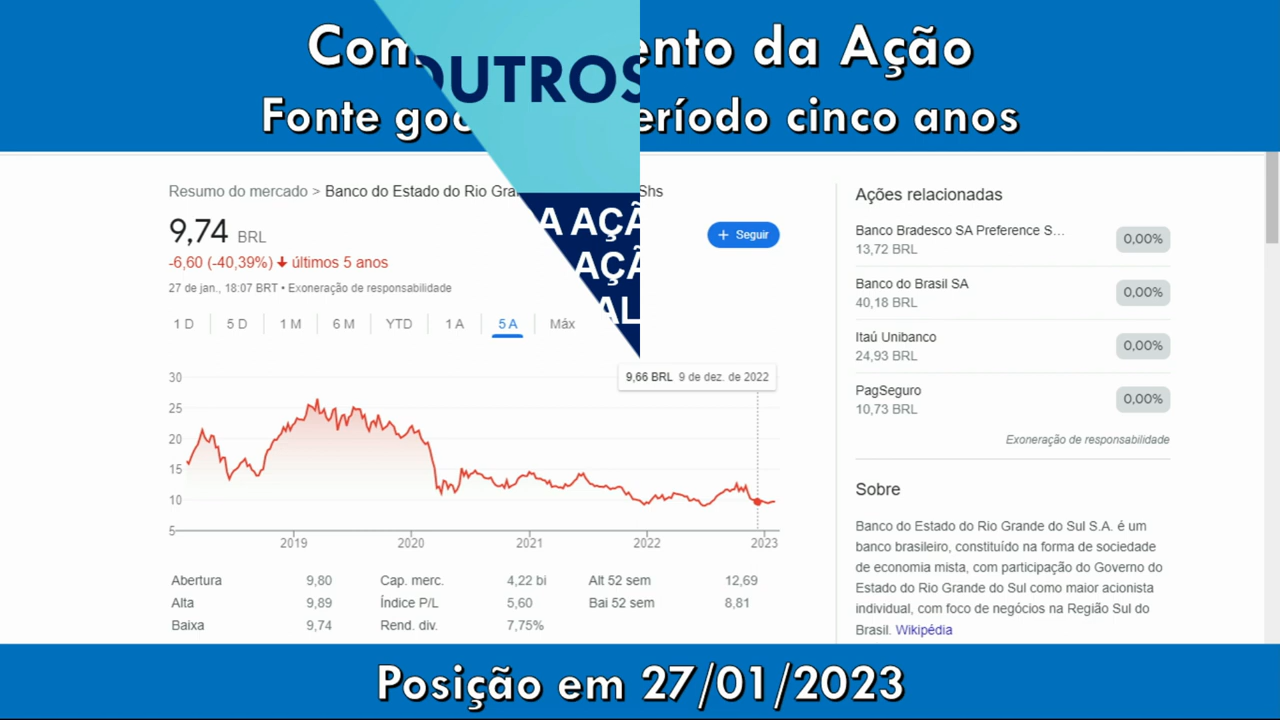 Com ento da Ação
OUTROS
Fonte goo eríodo cinco anos
Resumo do mercado > Banco do Estado do Rio Gra Shs
A AÇÃ
9,74 BRL
+ Seguir
AÇÃ
-6,60 (-40,39%) últimos 5 anos
27 de jan., 18:07 BRT • Exoneração de responsabilidade
AL
1 D 5 D 1 M 6 M YTD 1 A 5 A Máx
9,66 BRL 9 de dez. de 2022
30
25
20
15
10
5
2019 2020 2021 2022 2023
Abertura 9,80 Cap. merc. 4,22 bi Alt 52 sem 12,69
Alta 9,89 Índice P/L 5,60 Bai 52 sem 8,81
Baixa 9,74 Rend. div. 7,75%
Ações relacionadas
Banco Bradesco SA Preference S...
13,72 BRL
0,00%
Banco do Brasil SA
40,18 BRL
0,00%
Itaú Unibanco
24,93 BRL
0,00%
PagSeguro
10,73 BRL
0,00%
Exoneração de responsabilidade
Sobre
Banco do Estado do Rio Grande do Sul S.A. é um
banco brasileiro, constituído na forma de sociedade
de economia mista, com participação do Governo do
Estado do Rio Grande do Sul como maior acionista
individual, com foco de negócios na Região Sul do
Brasil. Wikipédia
Posição em 27/01/2023